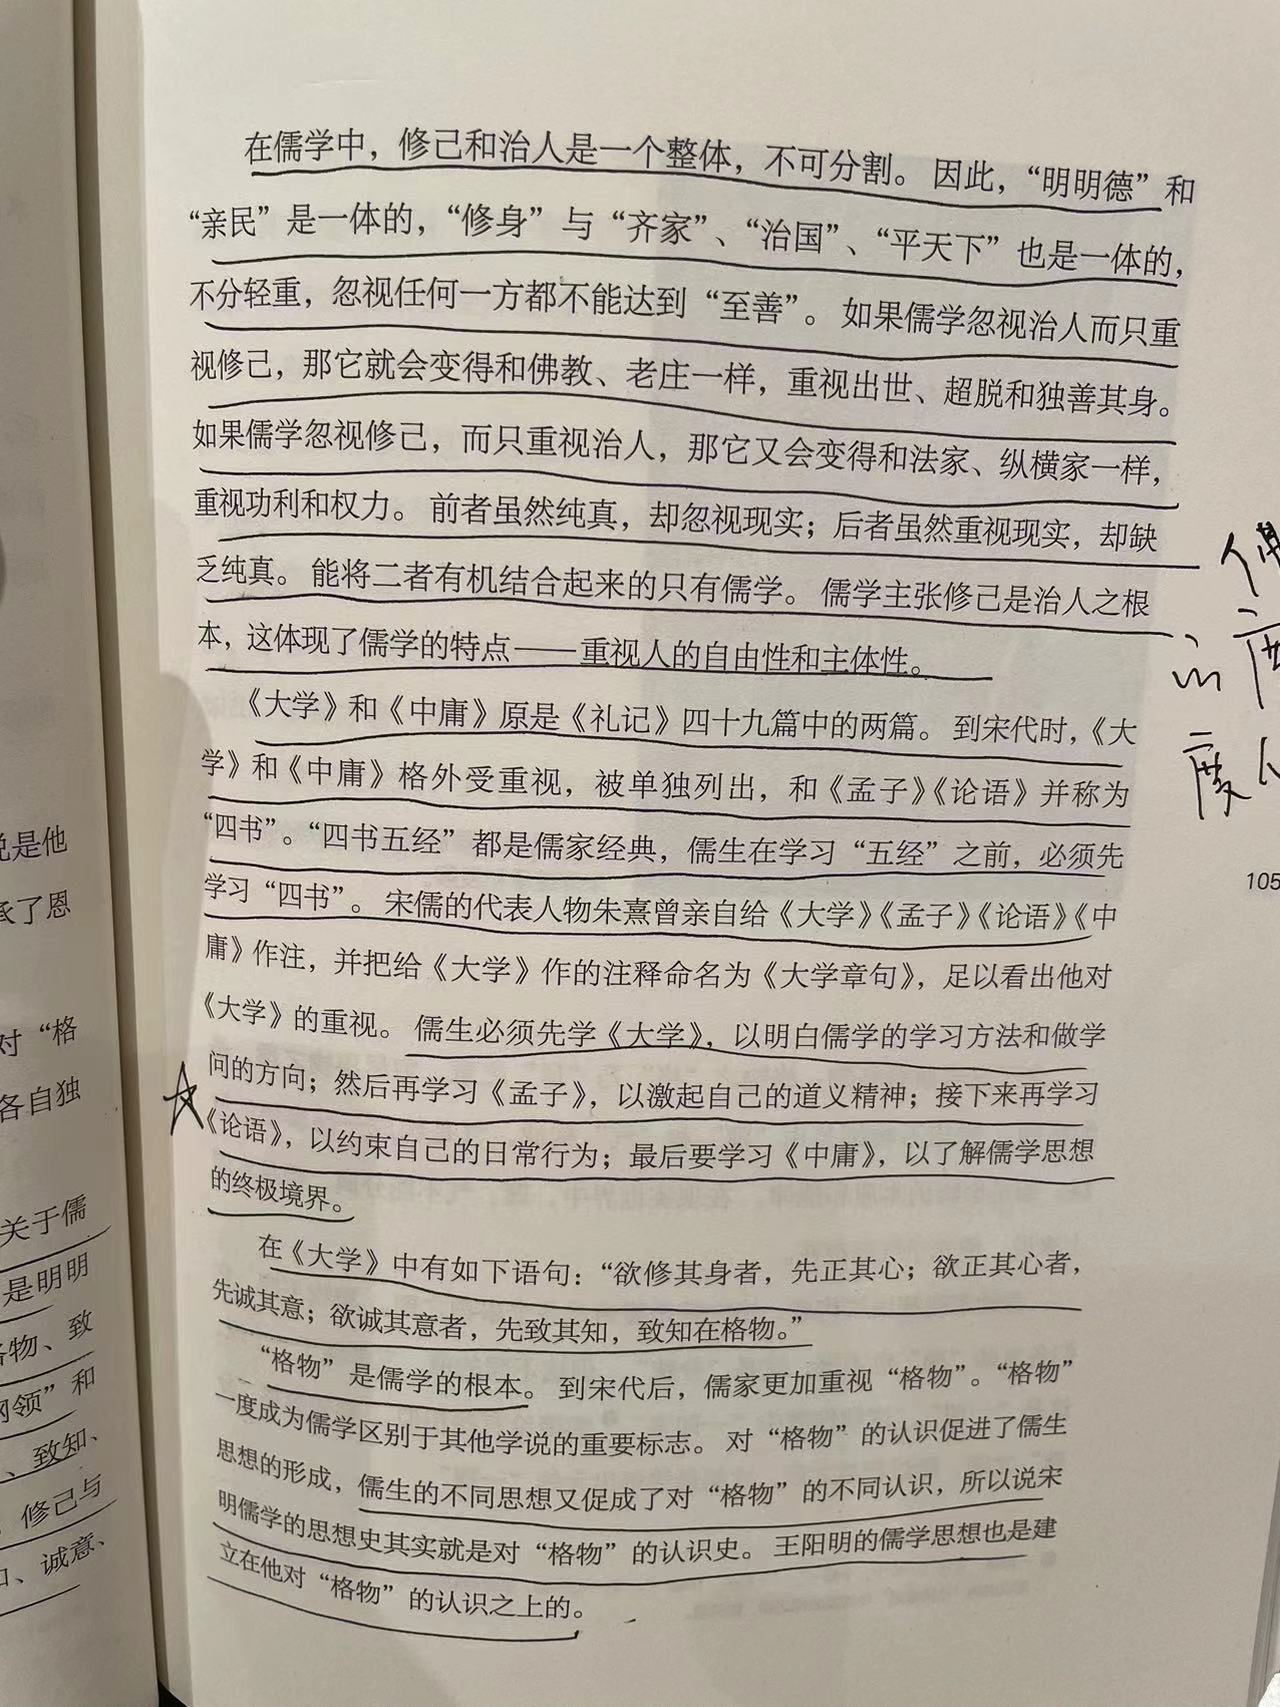 在儒学中，修己和治人是一个整体，不可分割。因此，“明明德”和
“亲民”是一体的，“修身”与“齐家”、“治国”、“平天下”也是一体的，
不分轻重，忽视任何一方都不能达到“至善”。如果儒学忽视治人而只重
视修己，那它就会变得和佛教、老庄一样，重视出世、超脱和独善其身。
如果儒学忽视修己，而只重视治人，那它又会变得和法家、纵横家一样，
重视功利和权力。前者虽然纯真，却忽视现实；后者虽然重视现实，却缺
乏纯真。能将二者有机结合起来的只有儒学。儒学主张修己是治人之根
本，这体现了儒学的特点——重视人的自由性和主体性。
《大学》和《中庸》原是《礼记》四十九篇中的两篇。到宋代时，《大
学》和《中庸》格外受重视，被单独列出，和《孟子》《论语》并称为
“四书”。“四书五经”都是儒家经典，儒生在学习“五经”之前，必须先
学习“四书”。宋儒的代表人物朱熹曾亲自给《大学》《孟子》《论语》《中
庸》作注，并把给《大学》作的注释命名为《大学章句》，足以看出他对
《大学》的重视。儒生必须先学《大学》，以明白儒学的学习方法和做学
问的方向；然后再学习《孟子》，以激起自己的道义精神；接下来再学习
《论语》，以约束自己的日常行为；最后要学习《中庸》，以了解儒学思想
的终极境界。
在《大学》中有如下语句：“欲修其身者，先正其心；欲正其心者，
先诚其意；欲诚其意者，先致其知，致知在格物。”
“格物”是儒学的根本。到宋代后，儒家更加重视“格物”。“格物”
一度成为儒学区别于其他学说的重要标志。对“格物”的认识促进了儒生
思想的形成，儒生的不同思想又促成了对“格物”的不同认识，所以说宋
明儒学的思想史其实就是对“格物”的认识史。王阳明的儒学思想也是建
立在他对“格物”的认识之上的。
105
说是他
承了恩
对“格
各自独
关于儒
是明明
格物、致
纲领”和
、致知、
修己与
、诚意、